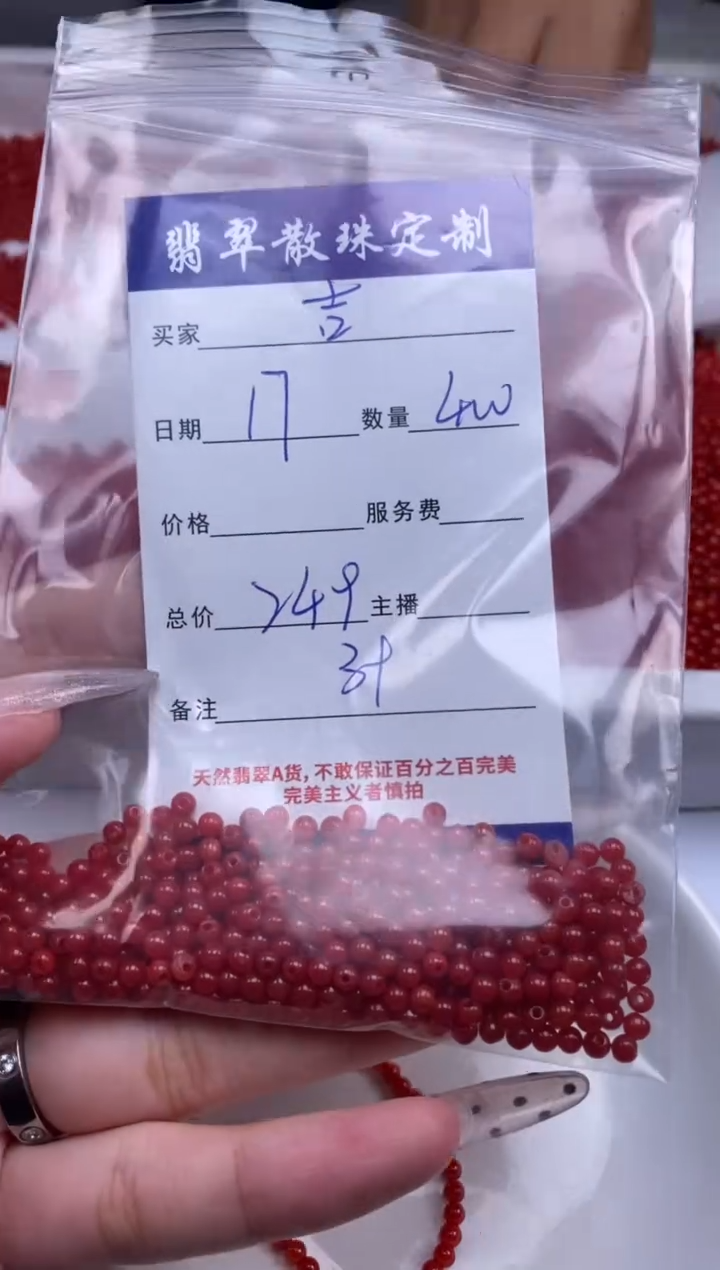 翡翠散珠定制
买家 吉
日期 17 数量 400
价格 服务费
总价 249 主播
备注
天然翡翠A货,不敢保证百分之百完美
完美主义者慎拍